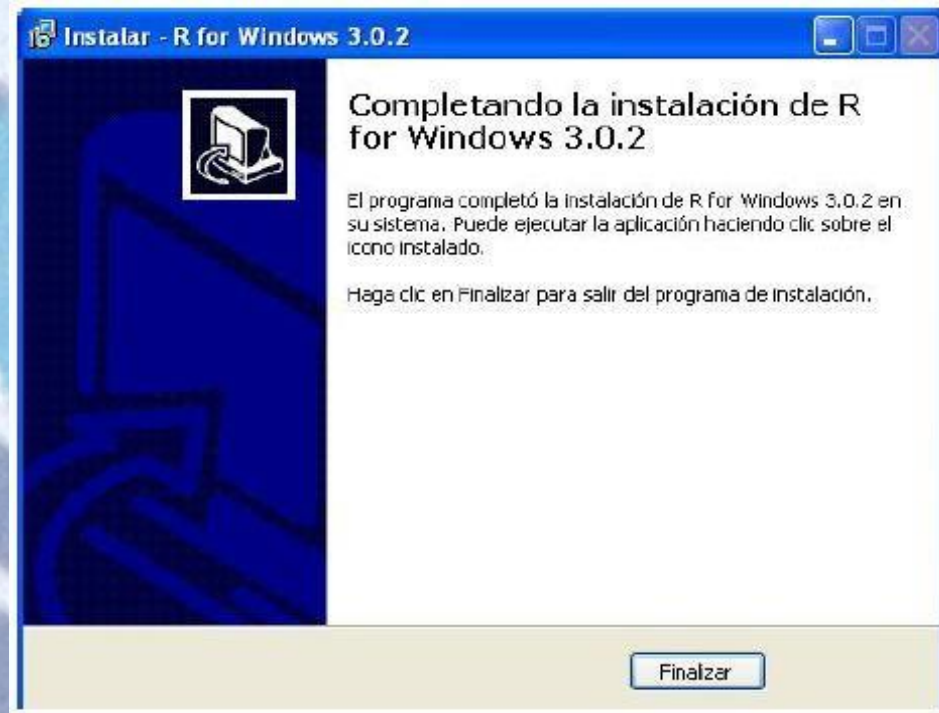 Instalar - R for Windows 3.0.2
Completando la instalación de R
for Windows 3.0.2
El programa completó la instalación de R for Windows 3.0.2 en
su sistema. Puede ejecutar la aplicación haciendo clic sobre el
icono instalado.
Haga clic en Finalizar para salir del programa de instalación.
Finalizar